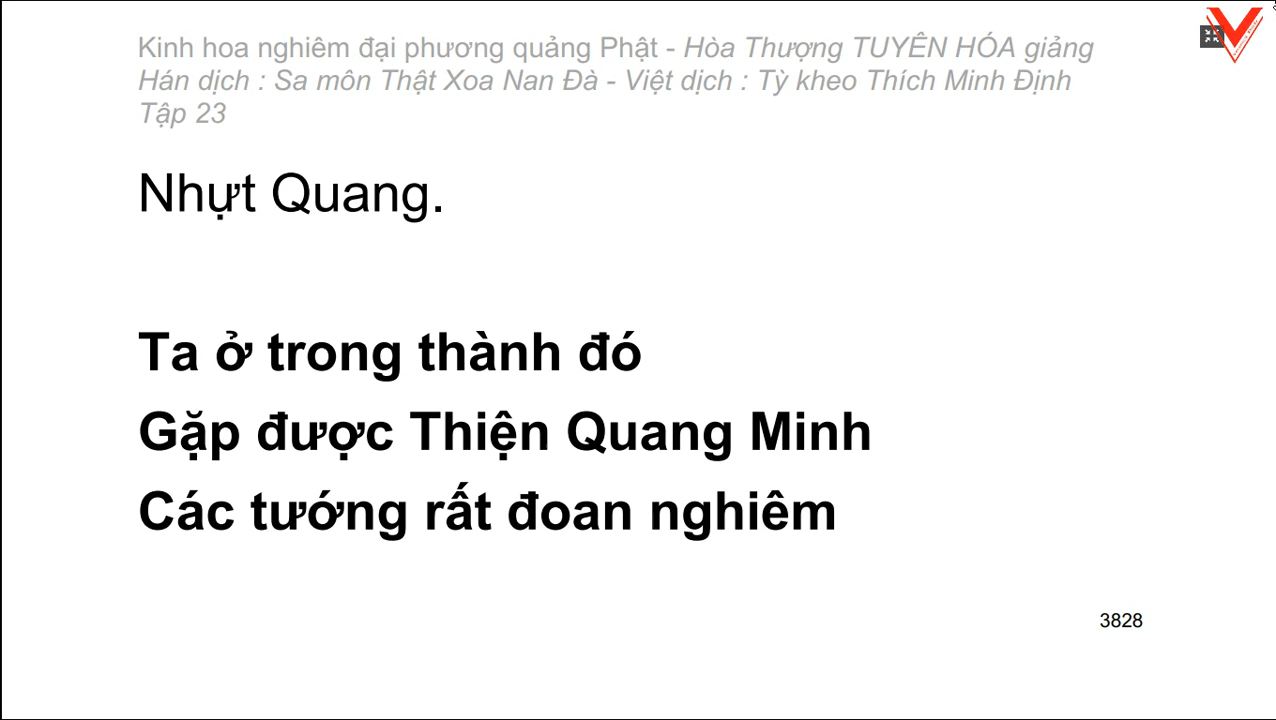 Kinh hoa nghiêm đại phương quảng Phật - Hòa Thượng TUYÊN HÓA giảng
Hán dịch : Sa môn Thật Xoa Nan Đà - Việt dịch : Tỳ kheo Thích Minh Định
Tập 23
Nhựt Quang.
Ta ở trong thành đó
Gặp được Thiện Quang Minh
Các tướng rất đoan nghiêm
3828